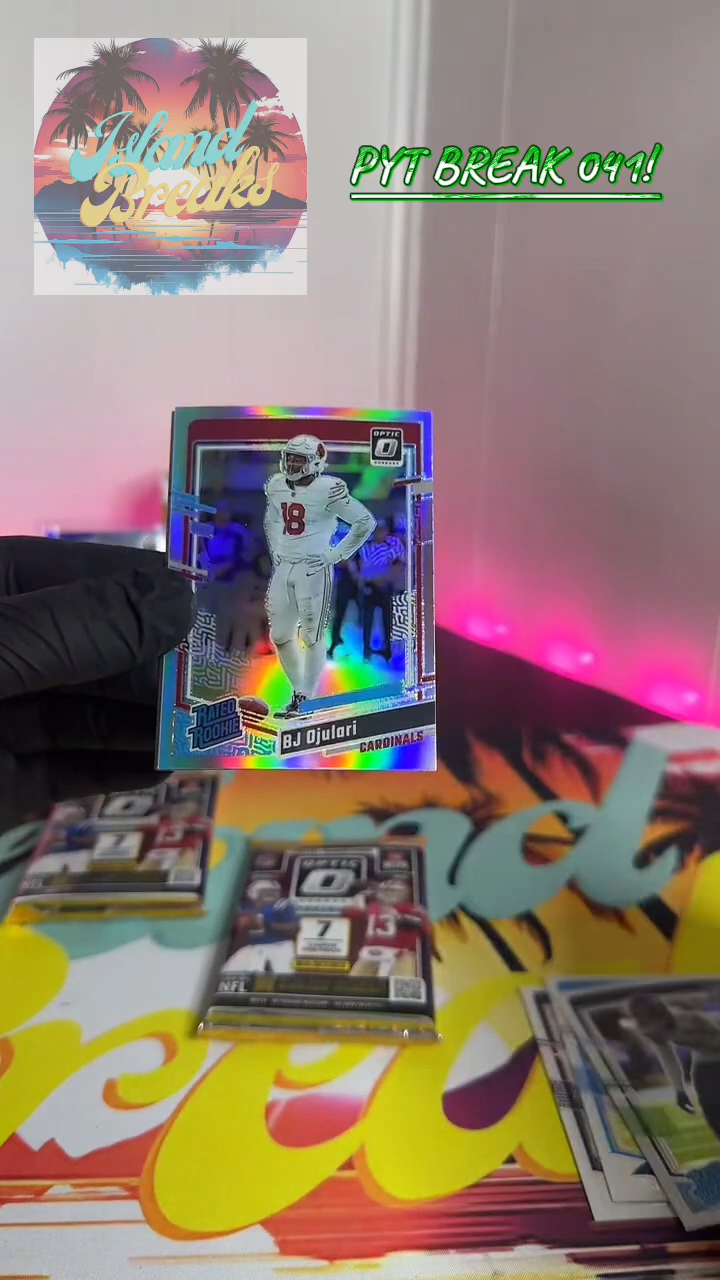 Island
Breaks
PYT BREAK 041!
OPTIC
18
RATED
ROOKIE
BJ Ojulari
CARDINALS
OPTIC
7
13
NFL